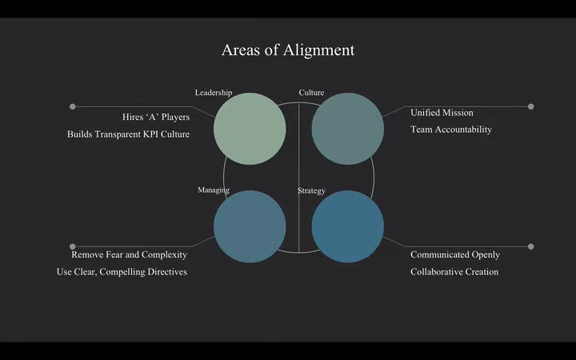 Areas of Alignment
Leadership
Hires ‘A’ Players
Builds Transparent KPI Culture
Culture
Unified Mission
Team Accountability
Managing
Remove Fear and Complexity
Use Clear, Compelling Directives
Strategy
Communicated Openly
Collaborative Creation